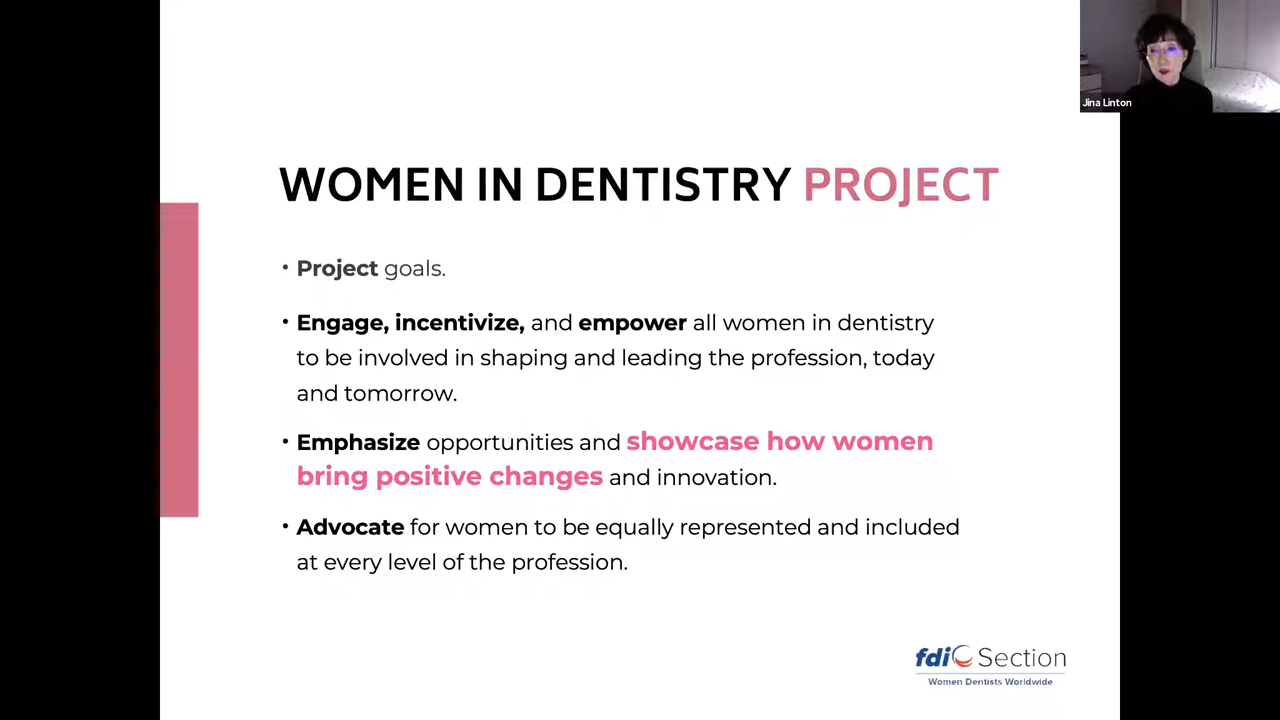 Jina Linton
WOMEN IN DENTISTRY PROJECT
• Project goals.
• Engage, incentivize, and empower all women in dentistry
to be involved in shaping and leading the profession, today
and tomorrow.
• Emphasize opportunities and showcase how women
bring positive changes and innovation.
• Advocate for women to be equally represented and included
at every level of the profession.
fdi Section
Women Dentists Worldwide